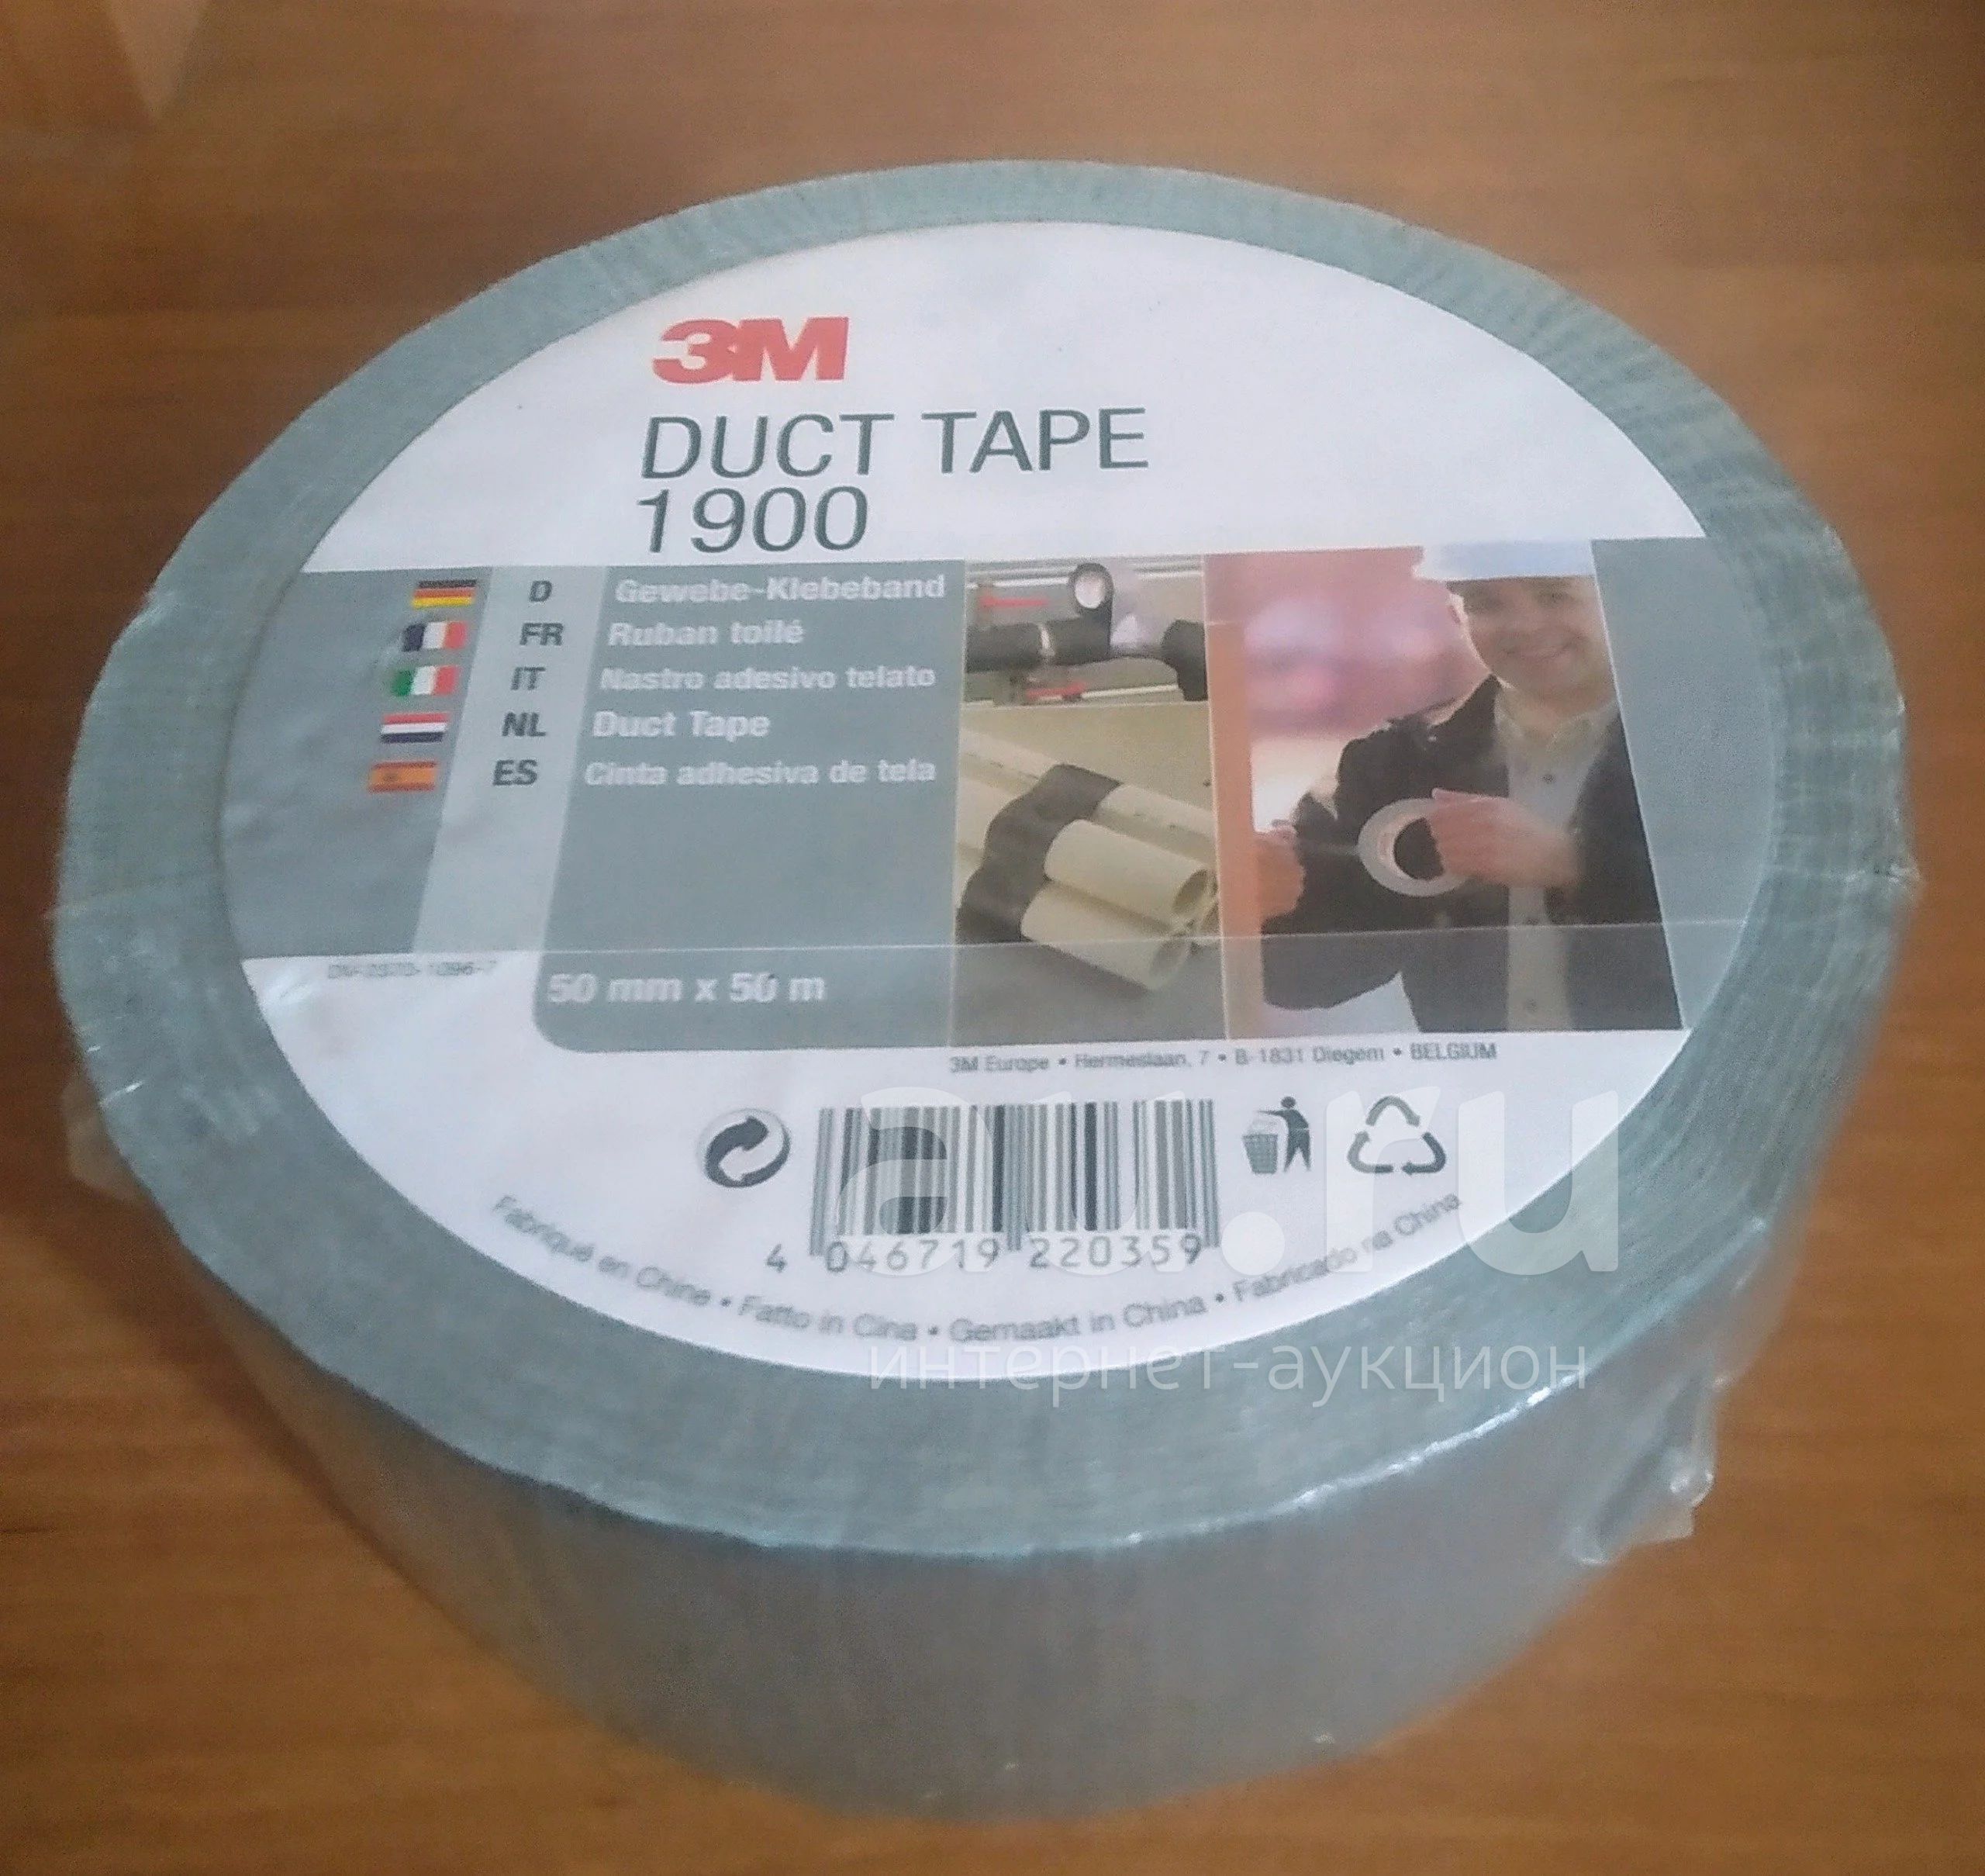 3M
DUCT TAPE
1900
D Gewebe-Klebeband
FR Ruban toilé
IT Nastro adesivo telato
NL Duct Tape
ES Cinta adhesiva de tela
50 mm x 50 m
3M Europe • Hermeslaan, 7 • B-1831 Diegem • BELGIUM
4 046719 220359
Fabriqué en Chine • Fatto in Cina • Gemaakt in China • Fabricado na China
au.ru
интернет-аукцион